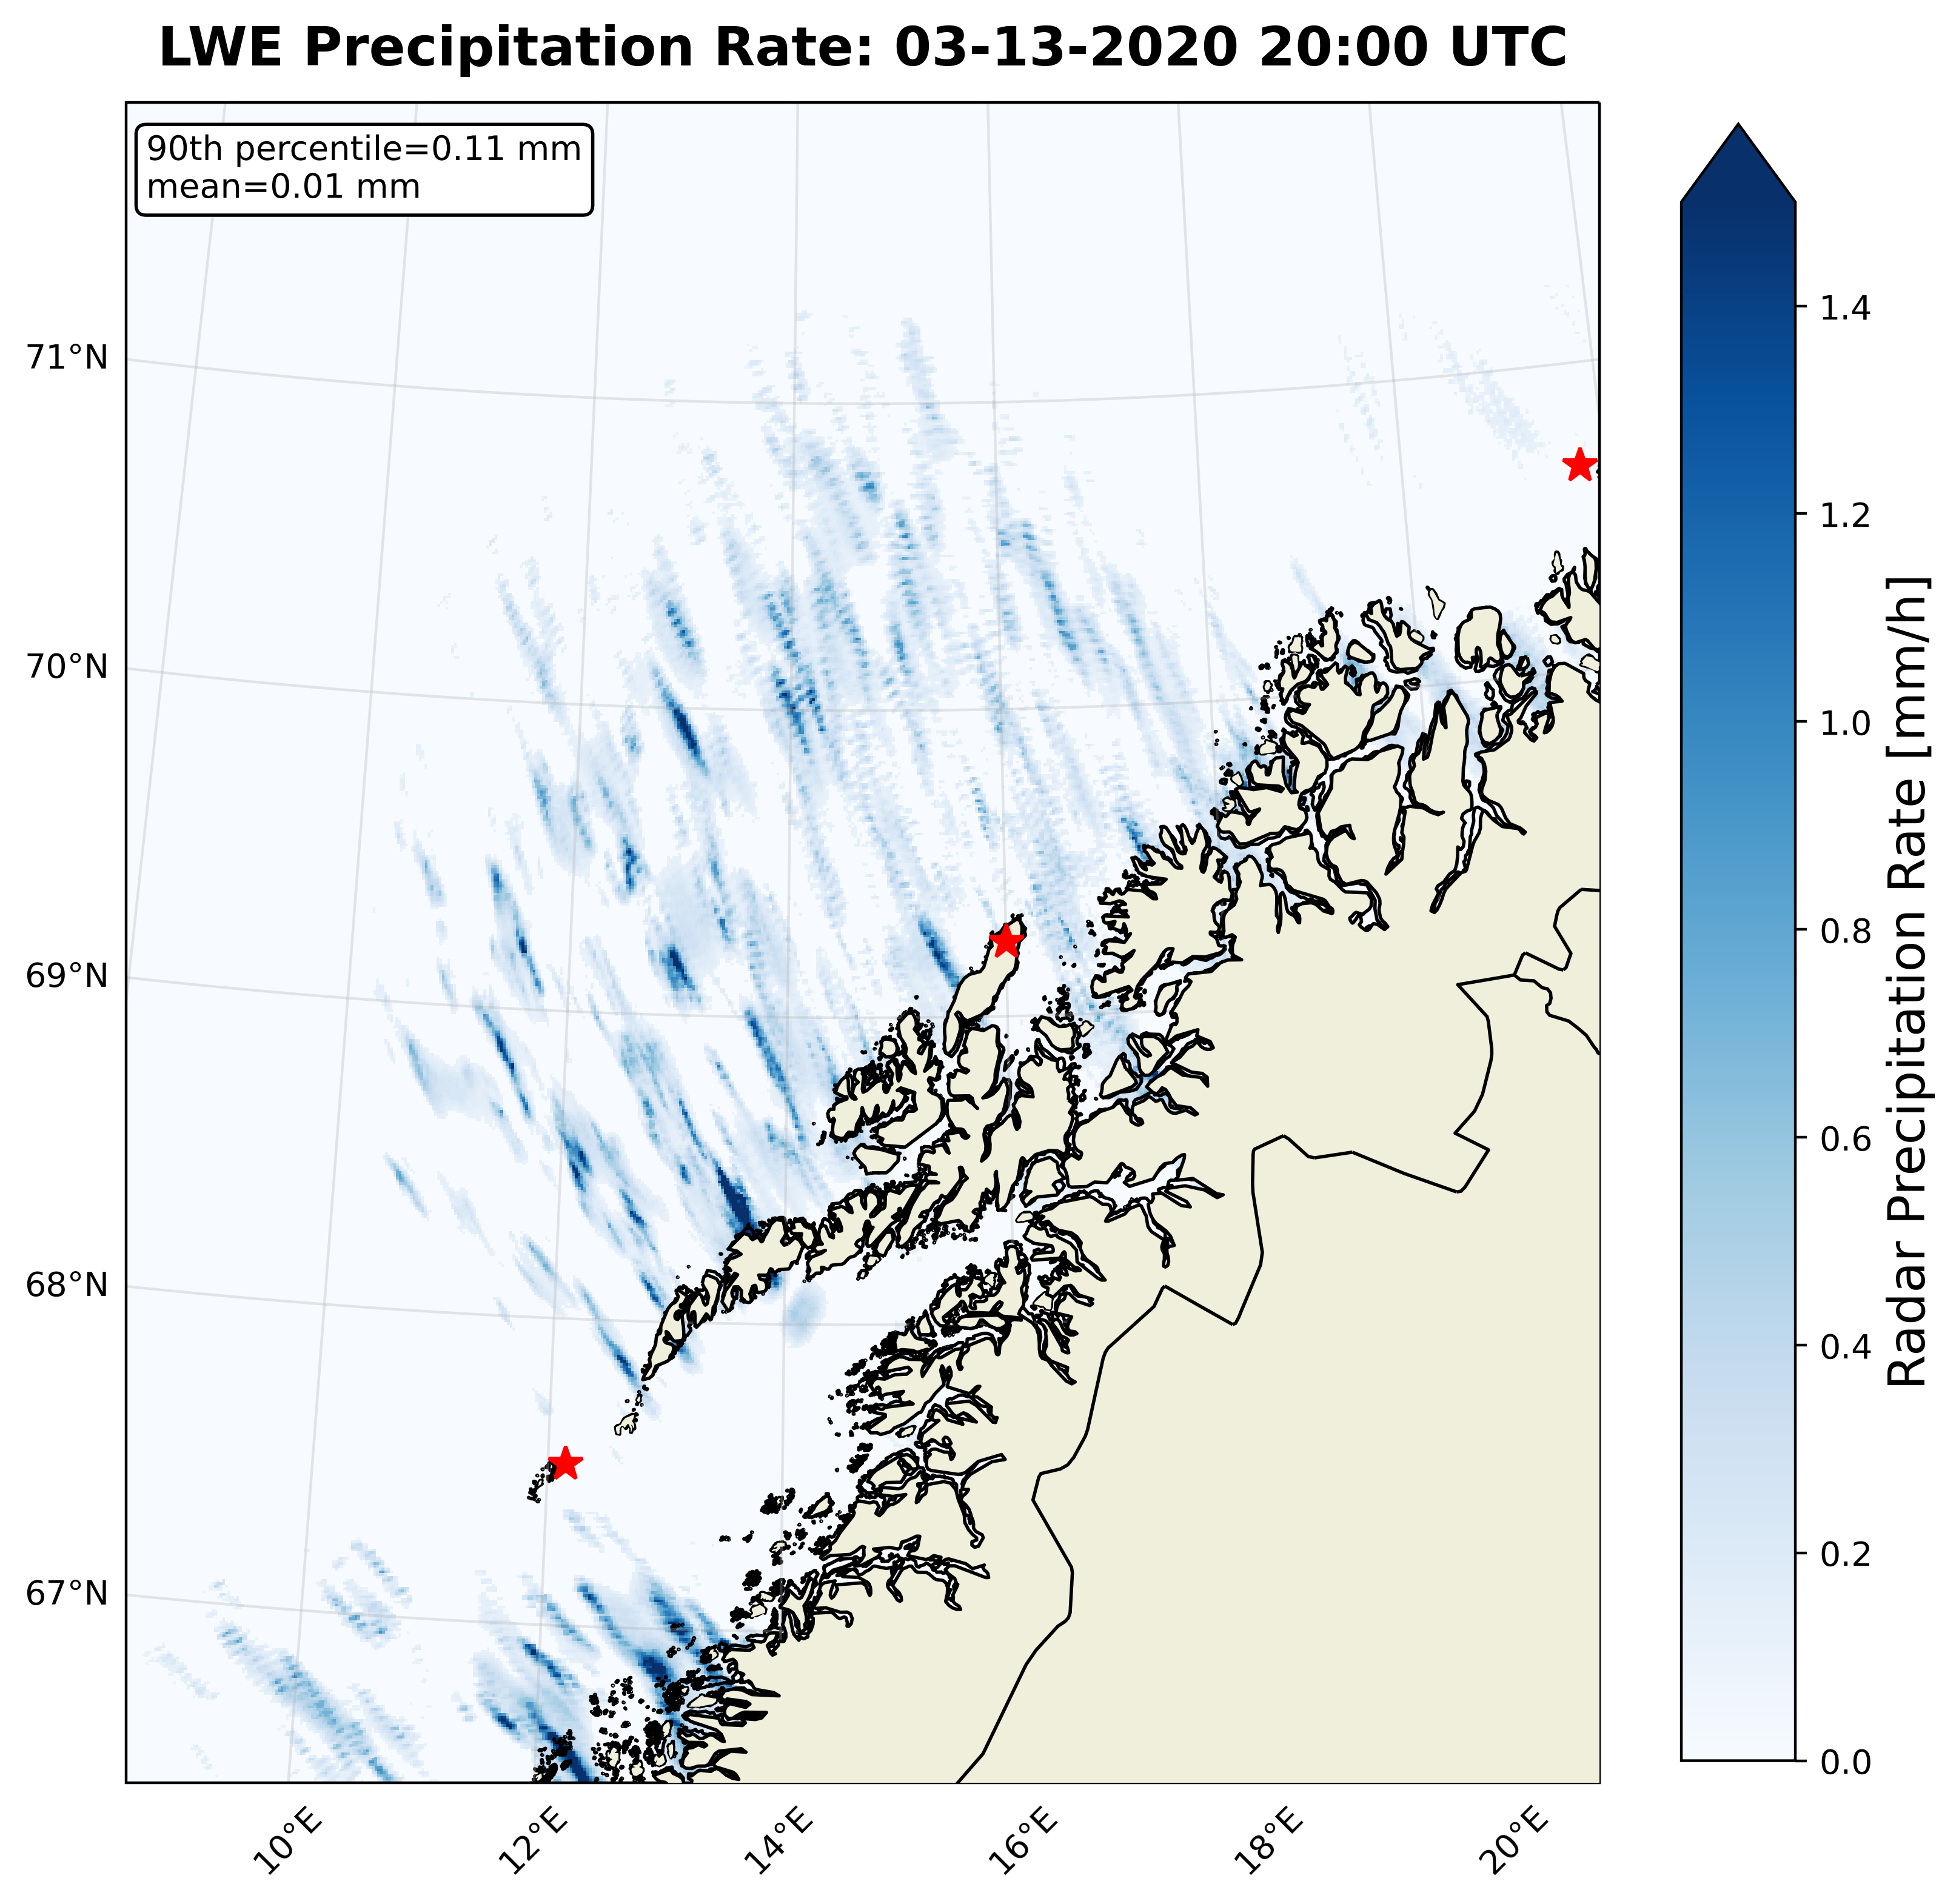 LWE Precipitation Rate: 03-13-2020 20:00 UTC
90th percentile=0.11 mm
mean=0.01 mm
71°N
70°N
69°N
68°N
67°N
10°E
12°E
14°E
16°E
18°E
20°E
1.4
1.2
1.0
0.8
0.6
0.4
0.2
0.0
Radar Precipitation Rate [mm/h]